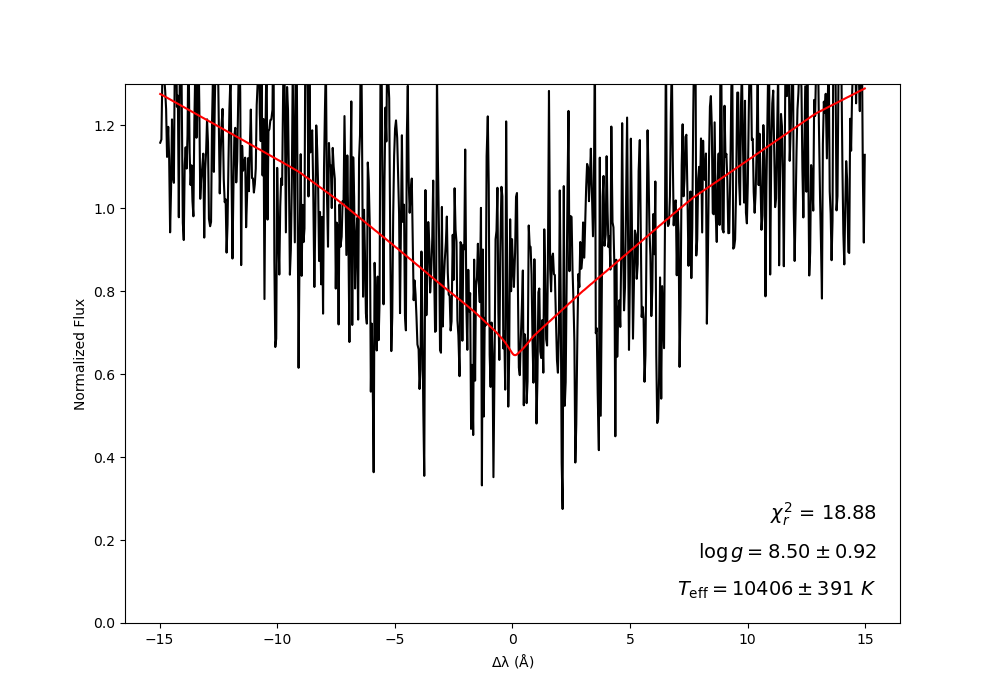 1.2
1.0
0.8
0.6
0.4
0.2
0.0
Normalized Flux
χ²ᵣ = 18.88
log g = 8.50 ± 0.92
T_eff = 10406 ± 391 K
−15 −10 −5 0 5 10 15
Δλ (Å)